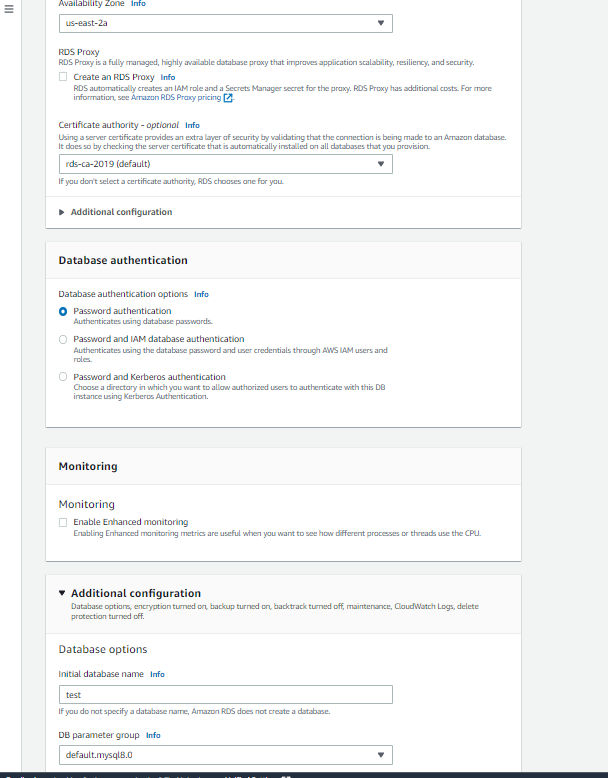 Availability Zone Info
us-east-2a
RDS Proxy
RDS Proxy is a fully managed, highly available database proxy that improves application scalability, resiliency, and security.
Create an RDS Proxy Info
RDS automatically creates an IAM role and a Secrets Manager secret for the proxy. RDS Proxy has additional costs. For more
information, see Amazon RDS Proxy pricing
Certificate authority - optional Info
Using a server certificate provides an extra layer of security by validating that the connection is being made to an Amazon database.
It does so by checking the server certificate that is automatically installed on all databases that you provision.
rds-ca-2019 (default)
If you don't select a certificate authority, RDS chooses one for you.
Additional configuration
Database authentication
Database authentication options Info
Password authentication
Authenticates using database passwords.
Password and IAM database authentication
Authenticates using the database password and user credentials through AWS IAM users and
roles.
Password and Kerberos authentication
Choose a directory in which you want to allow authorized users to authenticate with this DB
instance using Kerberos Authentication.
Monitoring
Monitoring
Enable Enhanced monitoring
Enabling Enhanced monitoring metrics are useful when you want to see how different processes or threads use the CPU.
Additional configuration
Database options, encryption turned on, backup turned on, backtrack turned off, maintenance, CloudWatch Logs, delete
protection turned off.
Database options
Initial database name Info
test
If you do not specify a database name, Amazon RDS does not create a database.
DB parameter group Info
default.mysql8.0